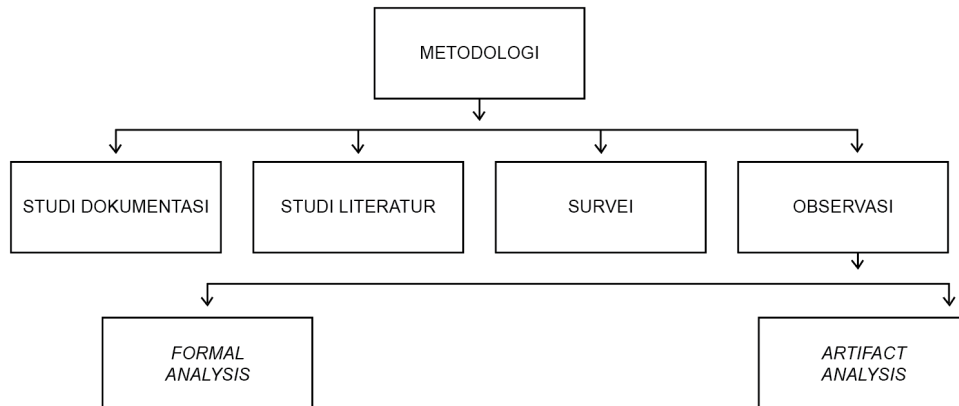 METODOLOGI
STUDI DOKUMENTASI
STUDI LITERATUR
SURVEI
OBSERVASI
FORMAL
ANALYSIS
ARTIFACT
ANALYSIS